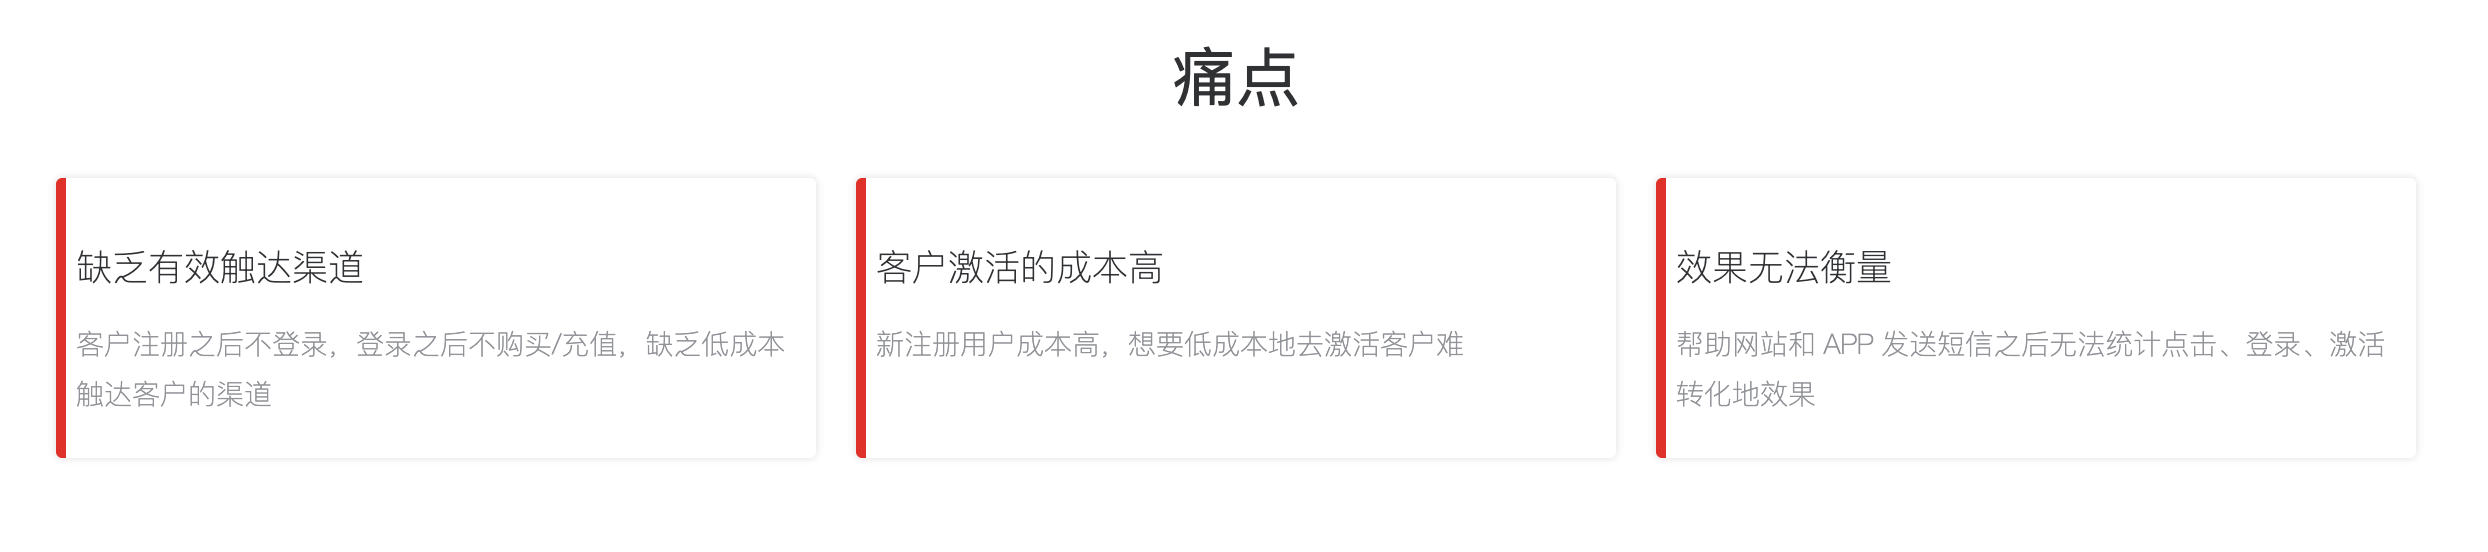 痛点
缺乏有效触达渠道
客户注册之后不登录，登录之后不购买/充值，缺乏低成本
触达客户的渠道
客户激活的成本高
新注册用户成本高，想要低成本地去激活客户难
效果无法衡量
帮助网站和 APP 发送短信之后无法统计点击、登录、激活
转化地效果